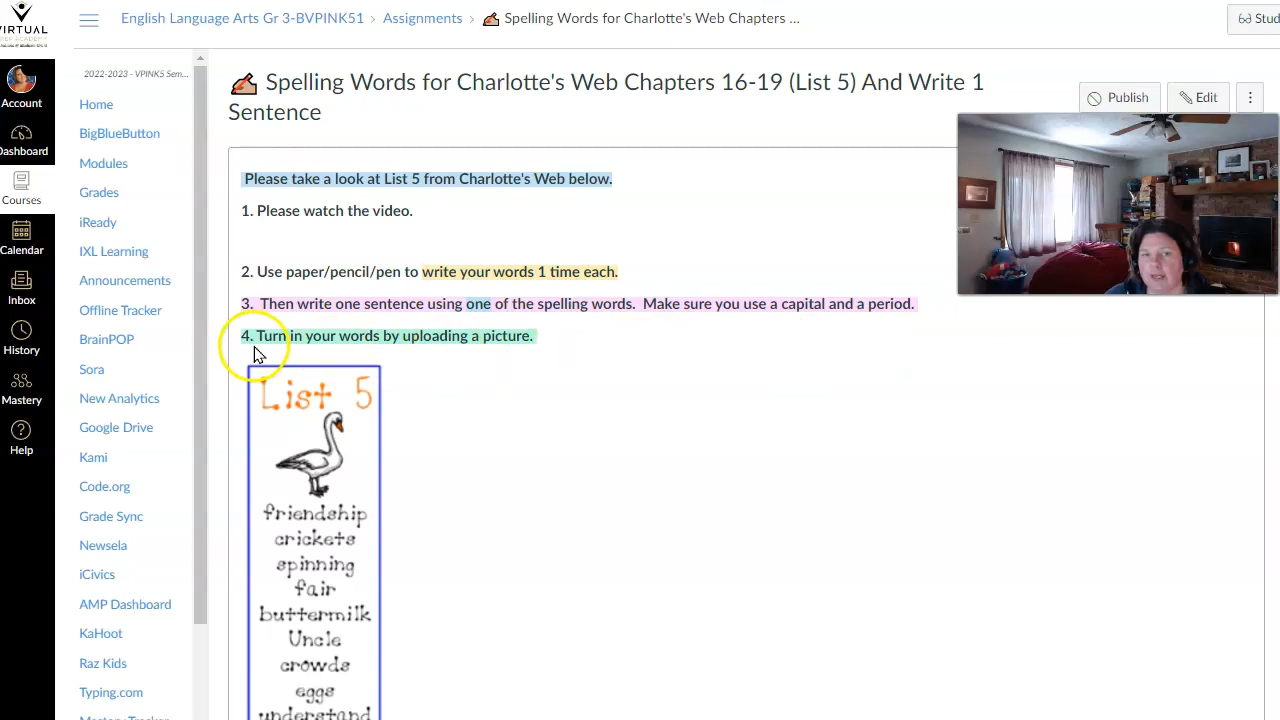 VIRTUAL
English Language Arts Gr 3-BVPINK51 > Assignments > ✍ Spelling Words for Charlotte's Web Chapters ...
Stud
2022-2023 - VPINK5 Sem...
Account
Dashboard
Courses
Calendar
Inbox
History
Mastery
Help
Home
BigBlueButton
Modules
Grades
iReady
IXL Learning
Announcements
Offline Tracker
BrainPOP
Sora
New Analytics
Google Drive
Kami
Code.org
Grade Sync
Newsela
iCivics
AMP Dashboard
KaHoot
Raz Kids
Typing.com
Mastery Tracker
✍ Spelling Words for Charlotte's Web Chapters 16-19 (List 5) And Write 1
Sentence
Publish
Edit
Please take a look at List 5 from Charlotte's Web below.
1. Please watch the video.
2. Use paper/pencil/pen to write your words 1 time each.
3. Then write one sentence using one of the spelling words. Make sure you use a capital and a period.
4. Turn in your words by uploading a picture.
List 5
friendship
crickets
spinning
fair
buttermilk
Uncle
crowds
eggs
understand